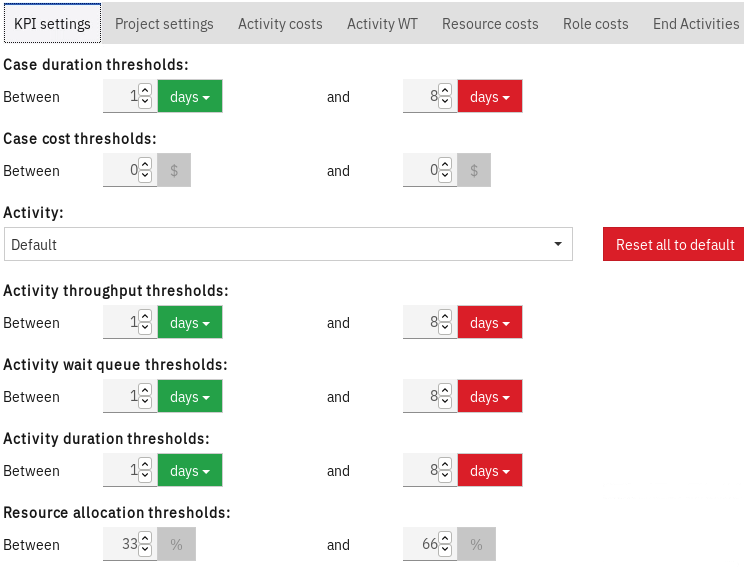 KPI settings Project settings Activity costs Activity WT Resource costs Role costs End Activities
Case duration thresholds:
Between 1 days and 8 days
Case cost thresholds:
Between 0 $ and 0 $
Activity:
Default Reset all to default
Activity throughput thresholds:
Between 1 days and 8 days
Activity wait queue thresholds:
Between 1 days and 8 days
Activity duration thresholds:
Between 1 days and 8 days
Resource allocation thresholds:
Between 33 % and 66 %